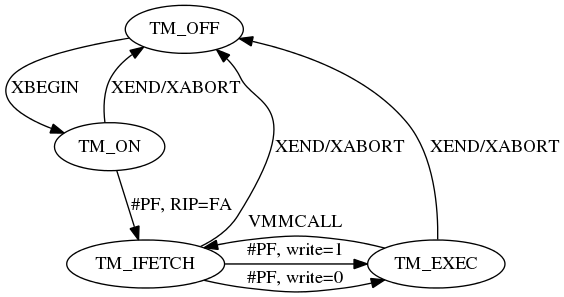 TM_OFF
XBEGIN
XEND/XABORT
TM_ON
XEND/XABORT
XEND/XABORT
#PF, RIP=FA
VMMCALL
#PF, write=1
TM_IFETCH
TM_EXEC
#PF, write=0